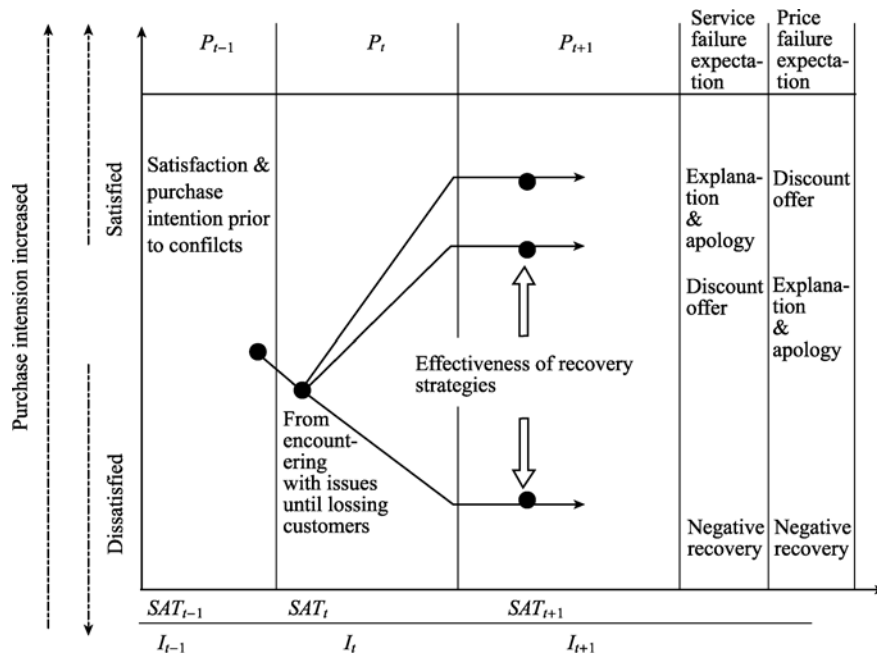 Purchase intension increased
Dissatisfied
Satisfied
P_{t-1}
P_t
P_{t+1}
Service
failure
expecta-
tion
Price
failure
expecta-
tion
Satisfaction &
purchase
intention prior
to confilcts
Explana-
tion
&
apology
Discount
offer
Discount
offer
Explana-
tion
&
apology
Effectiveness of recovery
strategies
From
encount-
ering
with issues
until lossing
customers
Negative
recovery
Negative
recovery
SAT_{t-1}
SAT_t
SAT_{t+1}
I_{t-1}
I_t
I_{t+1}